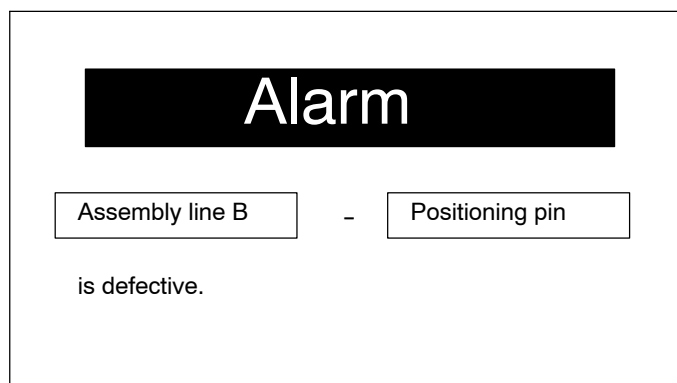 Alarm
Assembly line B - Positioning pin
is defective.